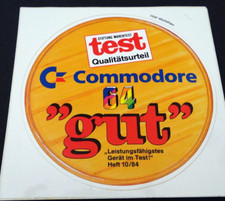 STIFTUNG WARENTEST
test
Qualitätsurteil
Commodore
64
"gut"
„Leistungsfähigstes
Gerät im Test!"
Heft 10/84